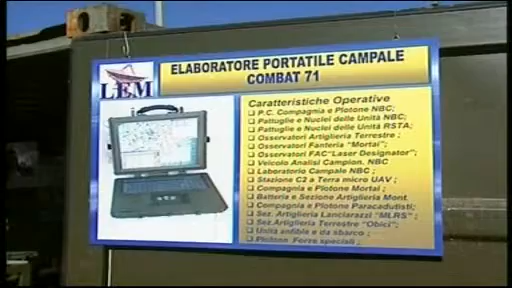 LEM
ELABORATORE PORTATILE CAMPALE
COMBAT 71
Caratteristiche Operative
❑ P.C. Compagnia e Plotone NBC;
❑ Pattuglie e Nuclei delle Unità NBC;
❑ Pattuglie e Nuclei delle Unità RSTA;
❑ Osservatori Artiglieria Terrestre ;
❑ Osservatori Fanteria "Mortai";
❑ Osservatori FAC"Laser Designator";
❑ Veicolo Analisi Campion. NBC
❑ Laboratorio Campale NBC ;
❑ Stazione C2 a Terra micro UAV ;
❑ Compagnia e Plotone Mortai ;
❑ Batteria e Sezione Artiglieria Mont.
❑ Compagnia e Plotone Paracadutisti;
❑ Sez. Artiglieria Lanciarazzi "MLRS" ;
❑ Sez.Artiglieria Terrestre "Obici";
❑ Unità anfibie e da sbarco ;
❑ Plotone Forze speciali ;